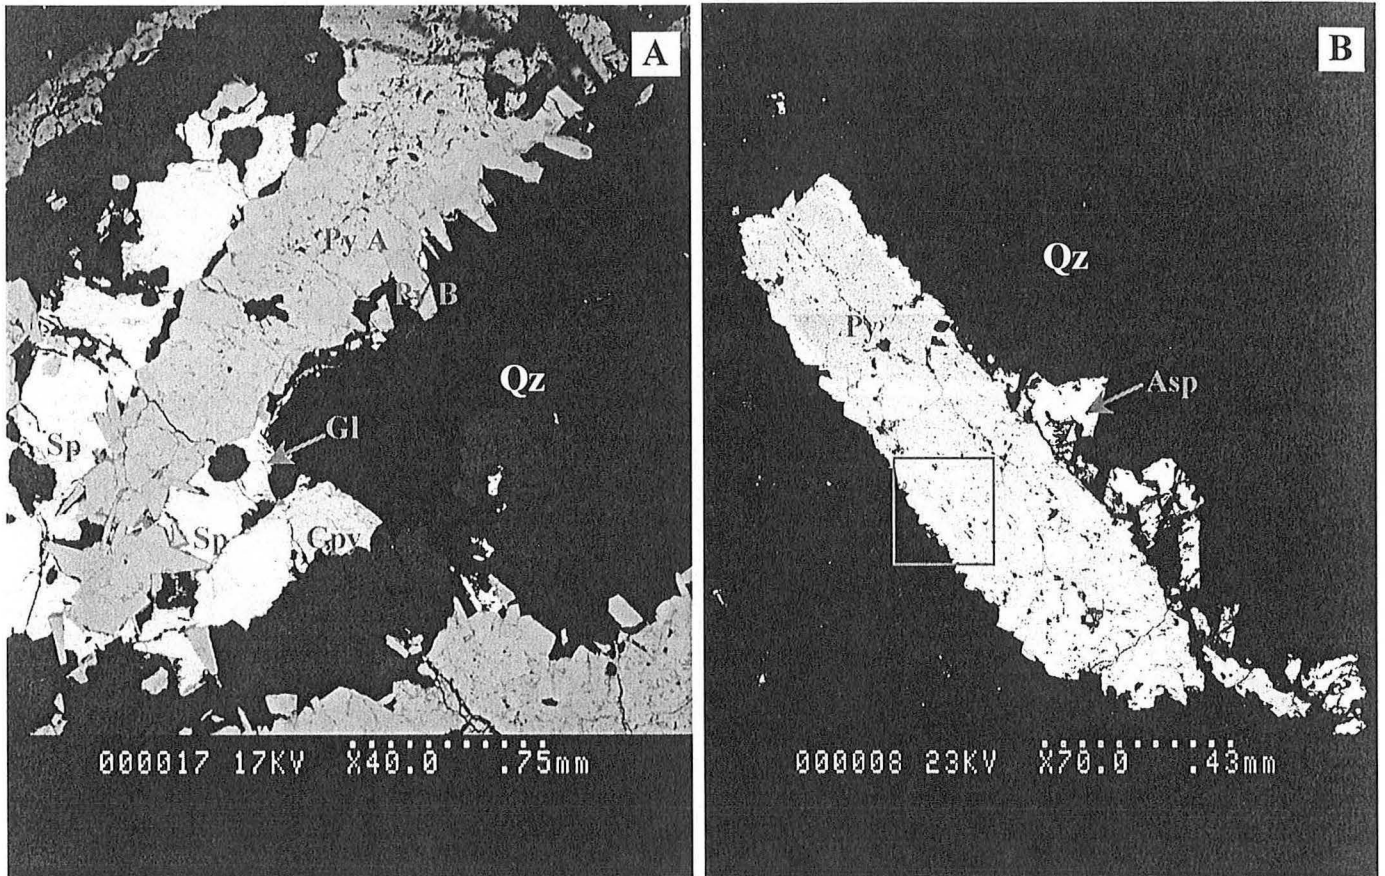 A
Py A
Py B
Qz
Gl
Sp
Sp
Cpy
000017 17KV X40.0 .75mm
B
Qz
Py
Asp
000008 23KV X70.0 .43mm